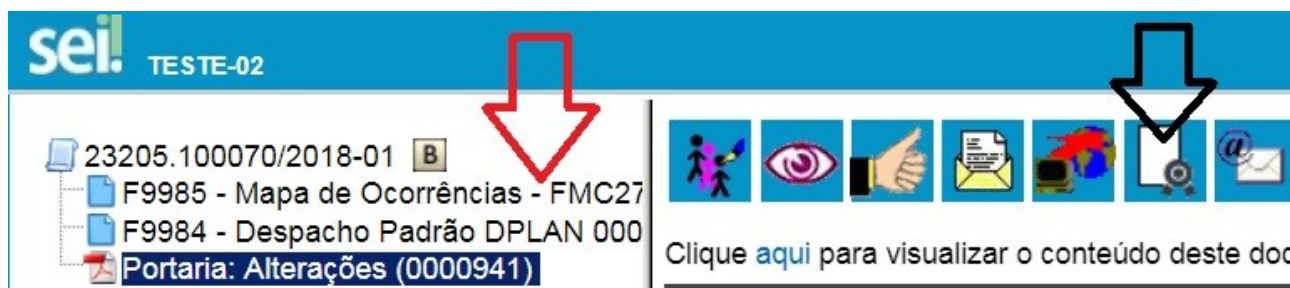 sei! TESTE-02
23205.100070/2018-01 B
F9985 - Mapa de Ocorrências - FMC27
F9984 - Despacho Padrão DPLAN 000
Portaria: Alterações (0000941)
@
Clique aqui para visualizar o conteúdo deste doc